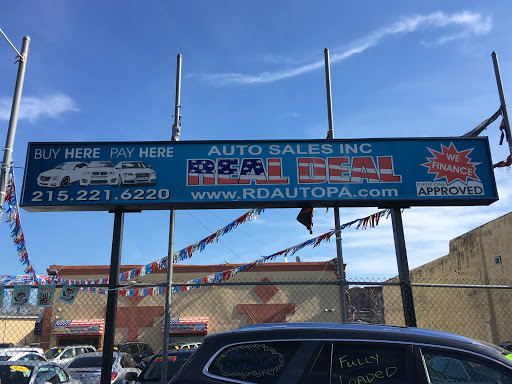 BUY HERE PAY HERE
215.221.6220
AUTO SALES INC
REAL DEAL
WWW.RDAUTOPA.com
WE
FINANCE
APPROVED
FULLY
LOADED